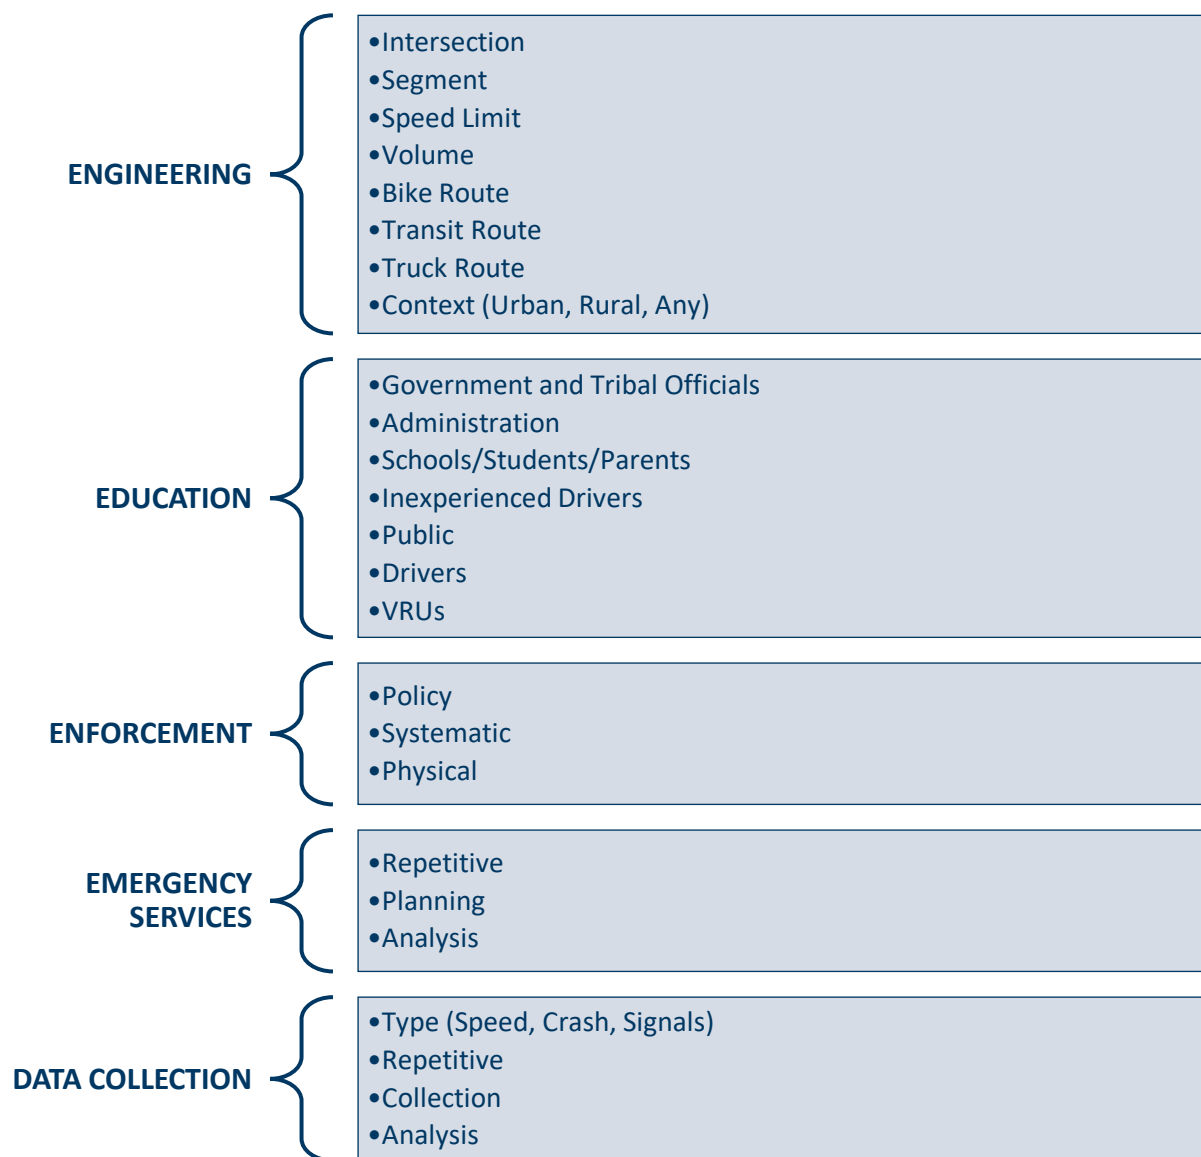 ENGINEERING
•Intersection
•Segment
•Speed Limit
•Volume
•Bike Route
•Transit Route
•Truck Route
•Context (Urban, Rural, Any)
EDUCATION
•Government and Tribal Officials
•Administration
•Schools/Students/Parents
•Inexperienced Drivers
•Public
•Drivers
•VRUs
ENFORCEMENT
•Policy
•Systematic
•Physical
EMERGENCY
SERVICES
•Repetitive
•Planning
•Analysis
DATA COLLECTION
•Type (Speed, Crash, Signals)
•Repetitive
•Collection
•Analysis